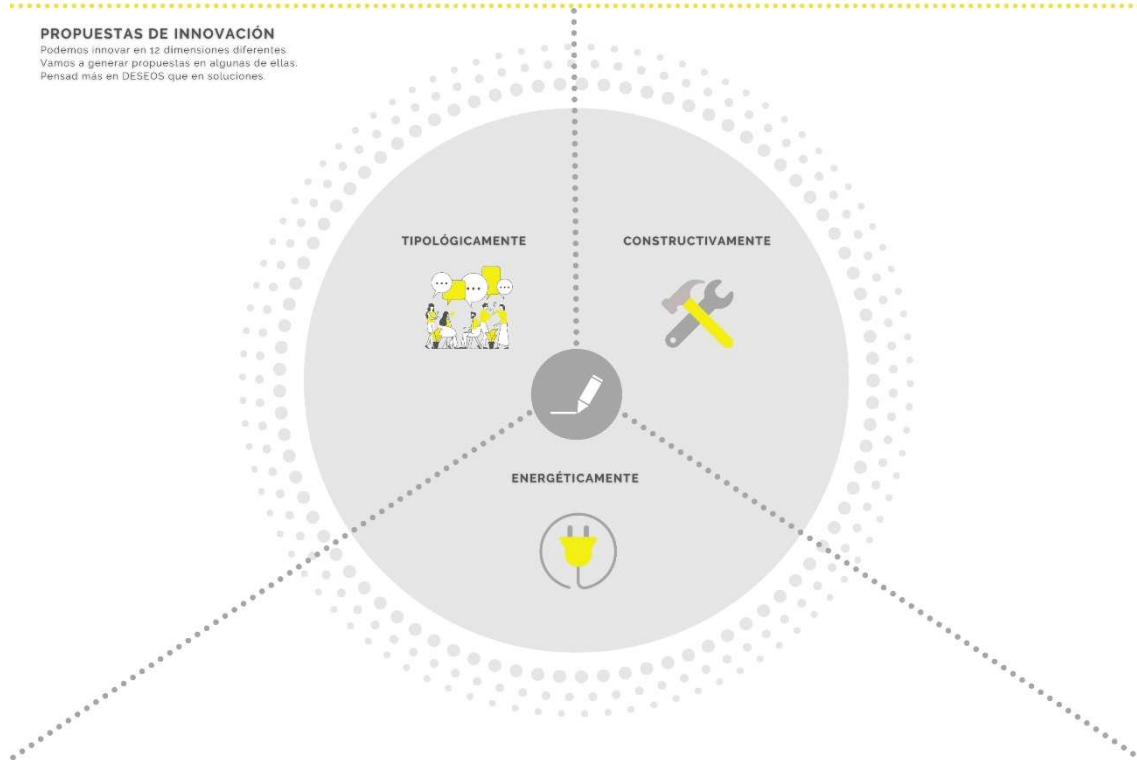 PROPUESTAS DE INNOVACIÓN
Podemos innovar en 12 dimensiones diferentes.
Vamos a generar propuestas en algunas de ellas.
Pensad más en DESEOS que en soluciones.
TIPOLÓGICAMENTE
CONSTRUCTIVAMENTE
ENERGÉTICAMENTE